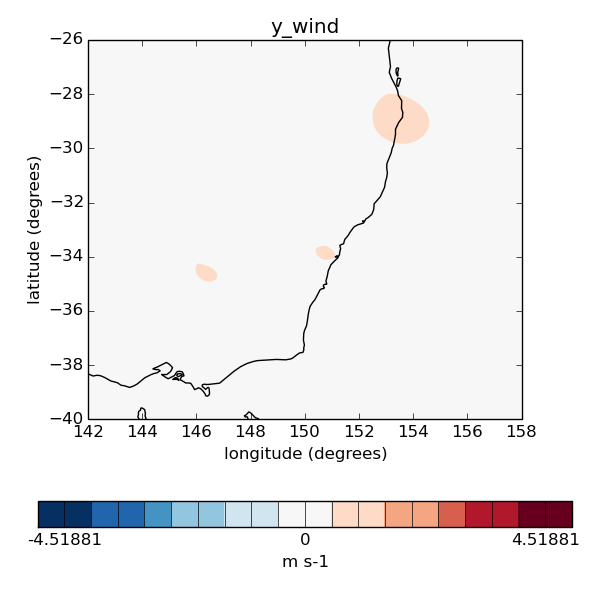 y_wind
−26
−28
−30
−32
−34
−36
−38
−40
latitude (degrees)
142 144 146 148 150 152 154 156 158
longitude (degrees)
-4.51881 0 4.51881
m s-1